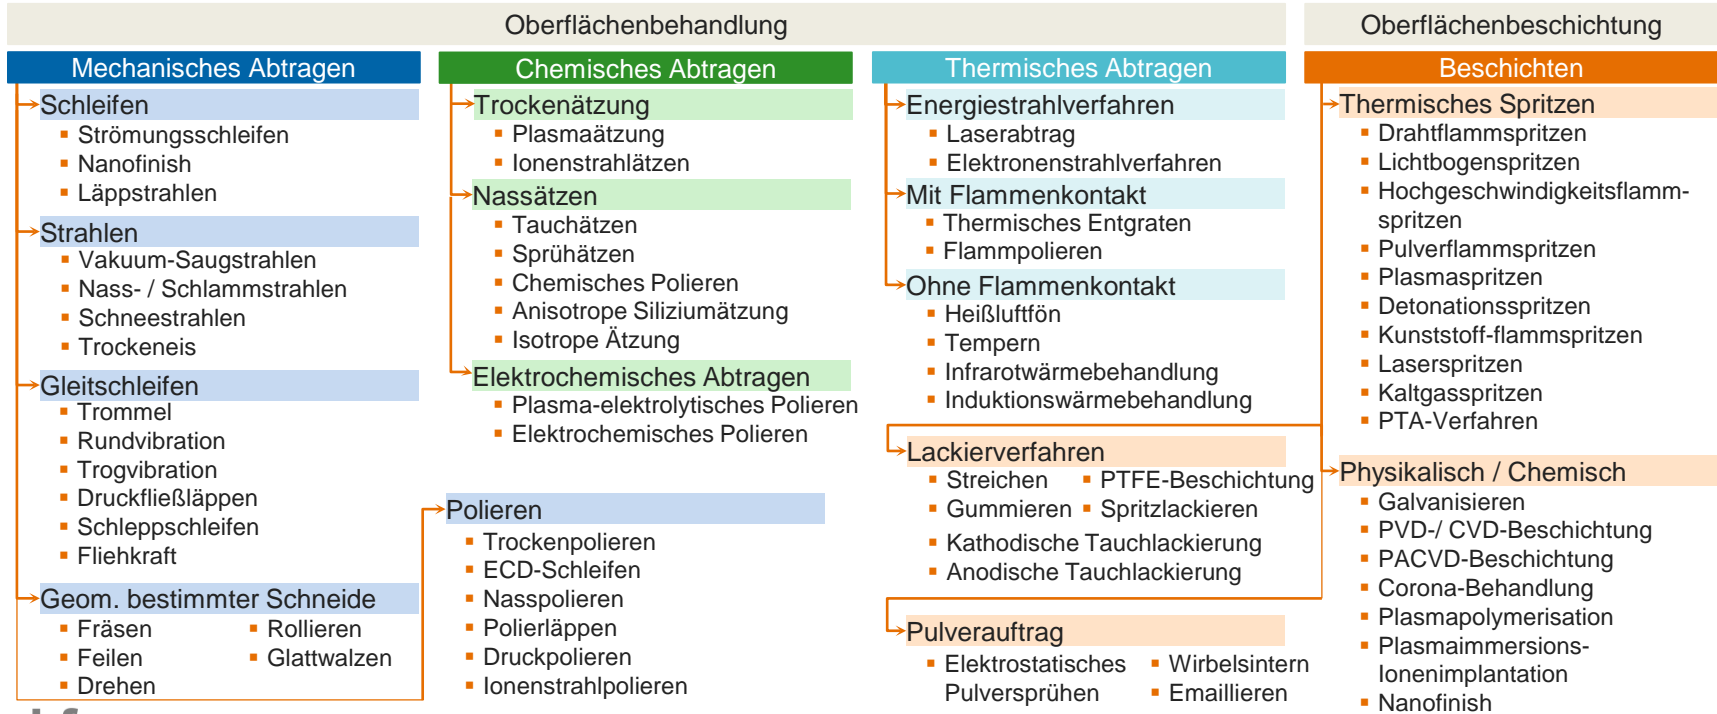 Oberflächenbehandlung
Oberflächenbeschichtung
Mechanisches Abtragen
Schleifen
Strömungsschleifen
Nanofinish
Läppstrahlen
Strahlen
Vakuum-Saugstrahlen
Nass- / Schlammstrahlen
Schneestrahlen
Trockeneis
Gleitschleifen
Trommel
Rundvibration
Trogvibration
Druckfließläppen
Schleppschleifen
Fliehkraft
Geom. bestimmter Schneide
Fräsen
Feilen
Drehen
Rollieren
Glattwalzen
Chemisches Abtragen
Trockenätzung
Plasmaätzung
Ionenstrahlätzen
Nassätzen
Tauchätzen
Sprühätzen
Chemisches Polieren
Anisotrope Siliziumätzung
Isotrope Ätzung
Elektrochemisches Abtragen
Plasma-elektrolytisches Polieren
Elektrochemisches Polieren
Polieren
Trockenpolieren
ECD-Schleifen
Nasspolieren
Polierläppen
Druckpolieren
Ionenstrahlpolieren
Thermisches Abtragen
Energiestrahlverfahren
Laserabtrag
Elektronenstrahlverfahren
Mit Flammenkontakt
Thermisches Entgraten
Flammpolieren
Ohne Flammenkontakt
Heißluftfön
Tempern
Infrarotwärmebehandlung
Induktionswärmebehandlung
Lackierverfahren
Streichen
PTFE-Beschichtung
Gummieren
Spritzlackieren
Kathodische Tauchlackierung
Anodische Tauchlackierung
Pulverauftrag
Elektrostatisches
Pulversprühen
Wirbelsintern
Emaillieren
Beschichten
Thermisches Spritzen
Drahtflammspritzen
Lichtbogenspritzen
Hochgeschwindigkeitsflamm-
spritzen
Pulverflammspritzen
Plasmaspritzen
Detonationsspritzen
Kunststoff-flammspritzen
Laserspritzen
Kaltgasspritzen
PTA-Verfahren
Physikalisch / Chemisch
Galvanisieren
PVD-/ CVD-Beschichtung
PACVD-Beschichtung
Corona-Behandlung
Plasmapolymerisation
Plasmaimmersions-
Ionenimplantation
Nanofinish